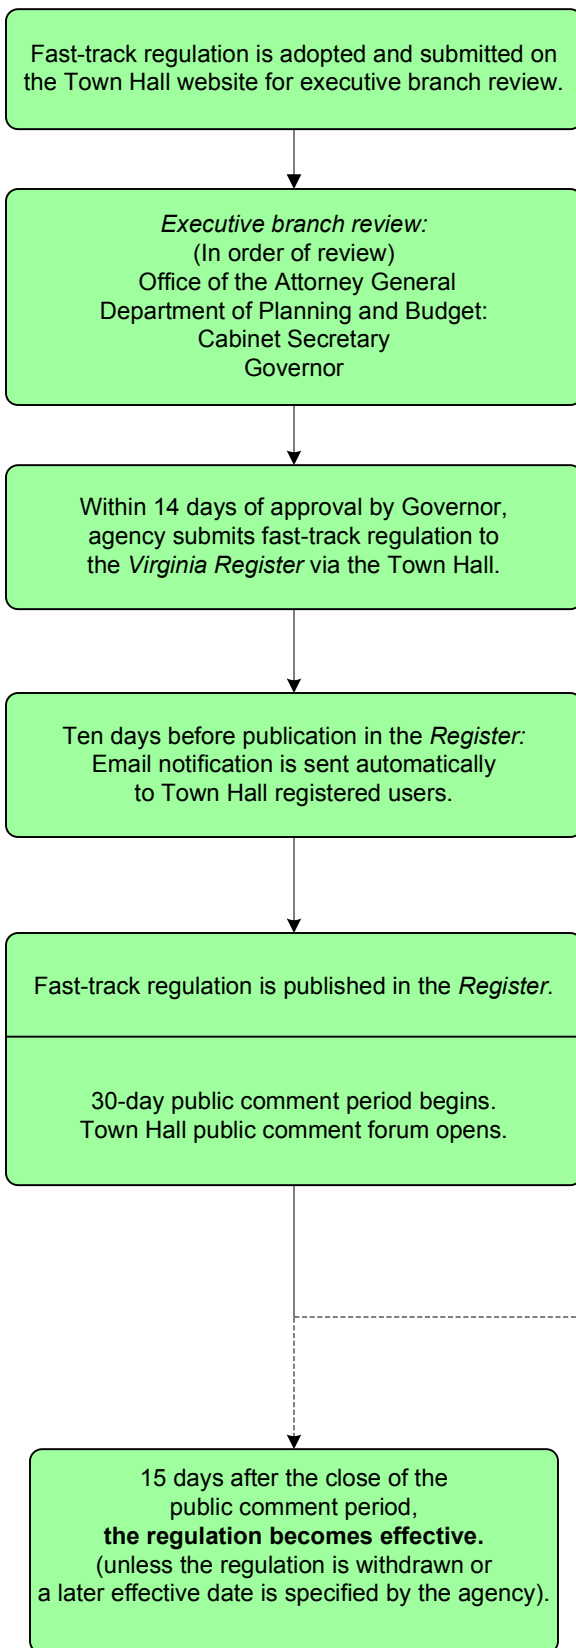 Fast-track regulation is adopted and submitted on
the Town Hall website for executive branch review.
Executive branch review:
(In order of review)
Office of the Attorney General
Department of Planning and Budget:
Cabinet Secretary
Governor
Within 14 days of approval by Governor,
agency submits fast-track regulation to
the Virginia Register via the Town Hall.
Ten days before publication in the Register:
Email notification is sent automatically
to Town Hall registered users.
Fast-track regulation is published in the Register.
30-day public comment period begins.
Town Hall public comment forum opens.
15 days after the close of the
public comment period,
the regulation becomes effective.
(unless the regulation is withdrawn or
a later effective date is specified by the agency).